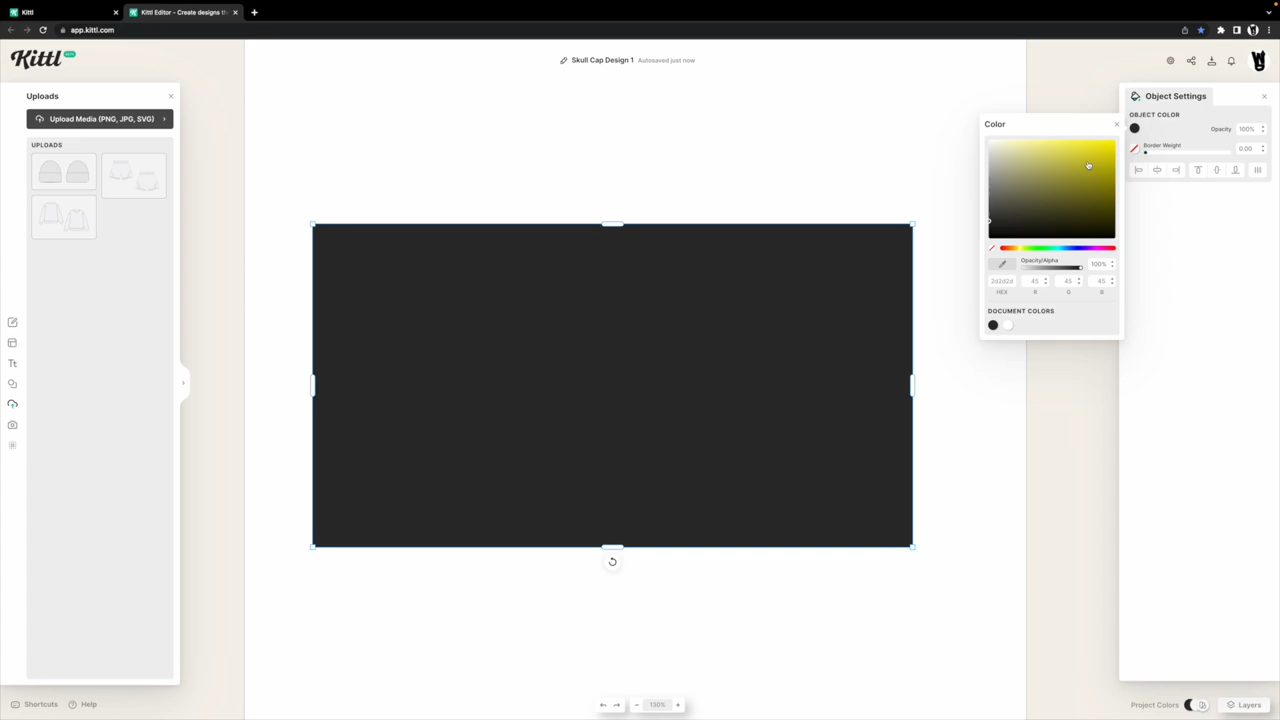 Kittl
Kittl Editor - Create designs th
app.kittl.com
Kittl BETA
Skull Cap Design 1 Autosaved just now
Uploads
Upload Media (PNG, JPG, SVG)
UPLOADS
Object Settings
OBJECT COLOR
Opacity 100%
Border Weight 0.00
Color
Opacity/Alpha
100%
2d2d2d 45 45 45
HEX R G B
DOCUMENT COLORS
Tt
Shortcuts Help
130%
Project Colors Layers